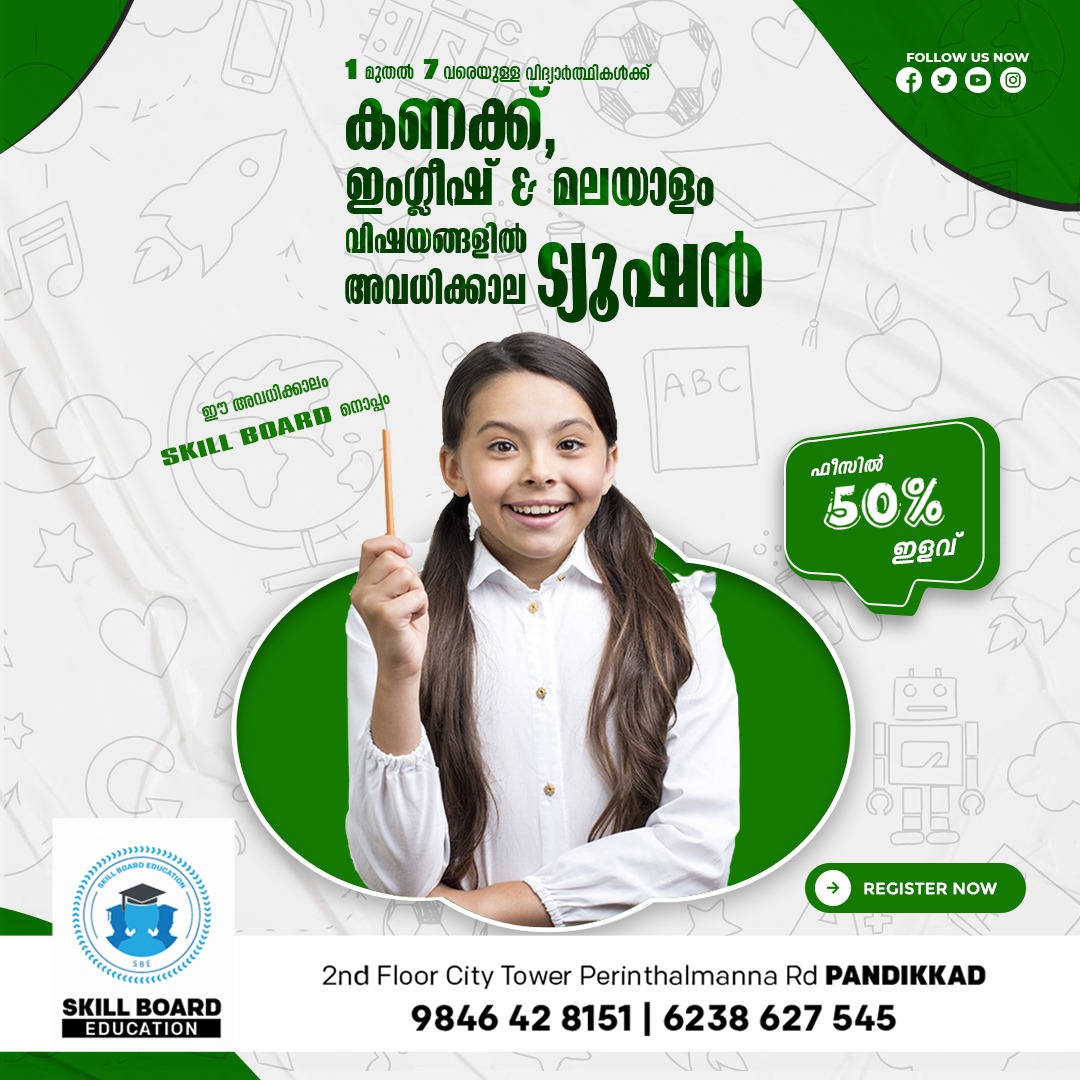 1 മുതൽ 7 വരെയുള്ള വിദ്യാർത്ഥികൾക്ക്
കണക്ക്,
ഇംഗ്ലീഷ് & മലയാളം
വിഷയങ്ങളിൽ
അവധിക്കാല ട്യൂഷൻ
FOLLOW US NOW
ഈ അവധിക്കാലം
SKILL BOARD നൊപ്പം
ABC
ഫീസിൽ
50%
ഇളവ്
REGISTER NOW
SKILL BOARD EDUCATION
SBE
SKILL BOARD
EDUCATION
2nd Floor City Tower Perinthalmanna Rd PANDIKKAD
9846 42 8151 | 6238 627 545